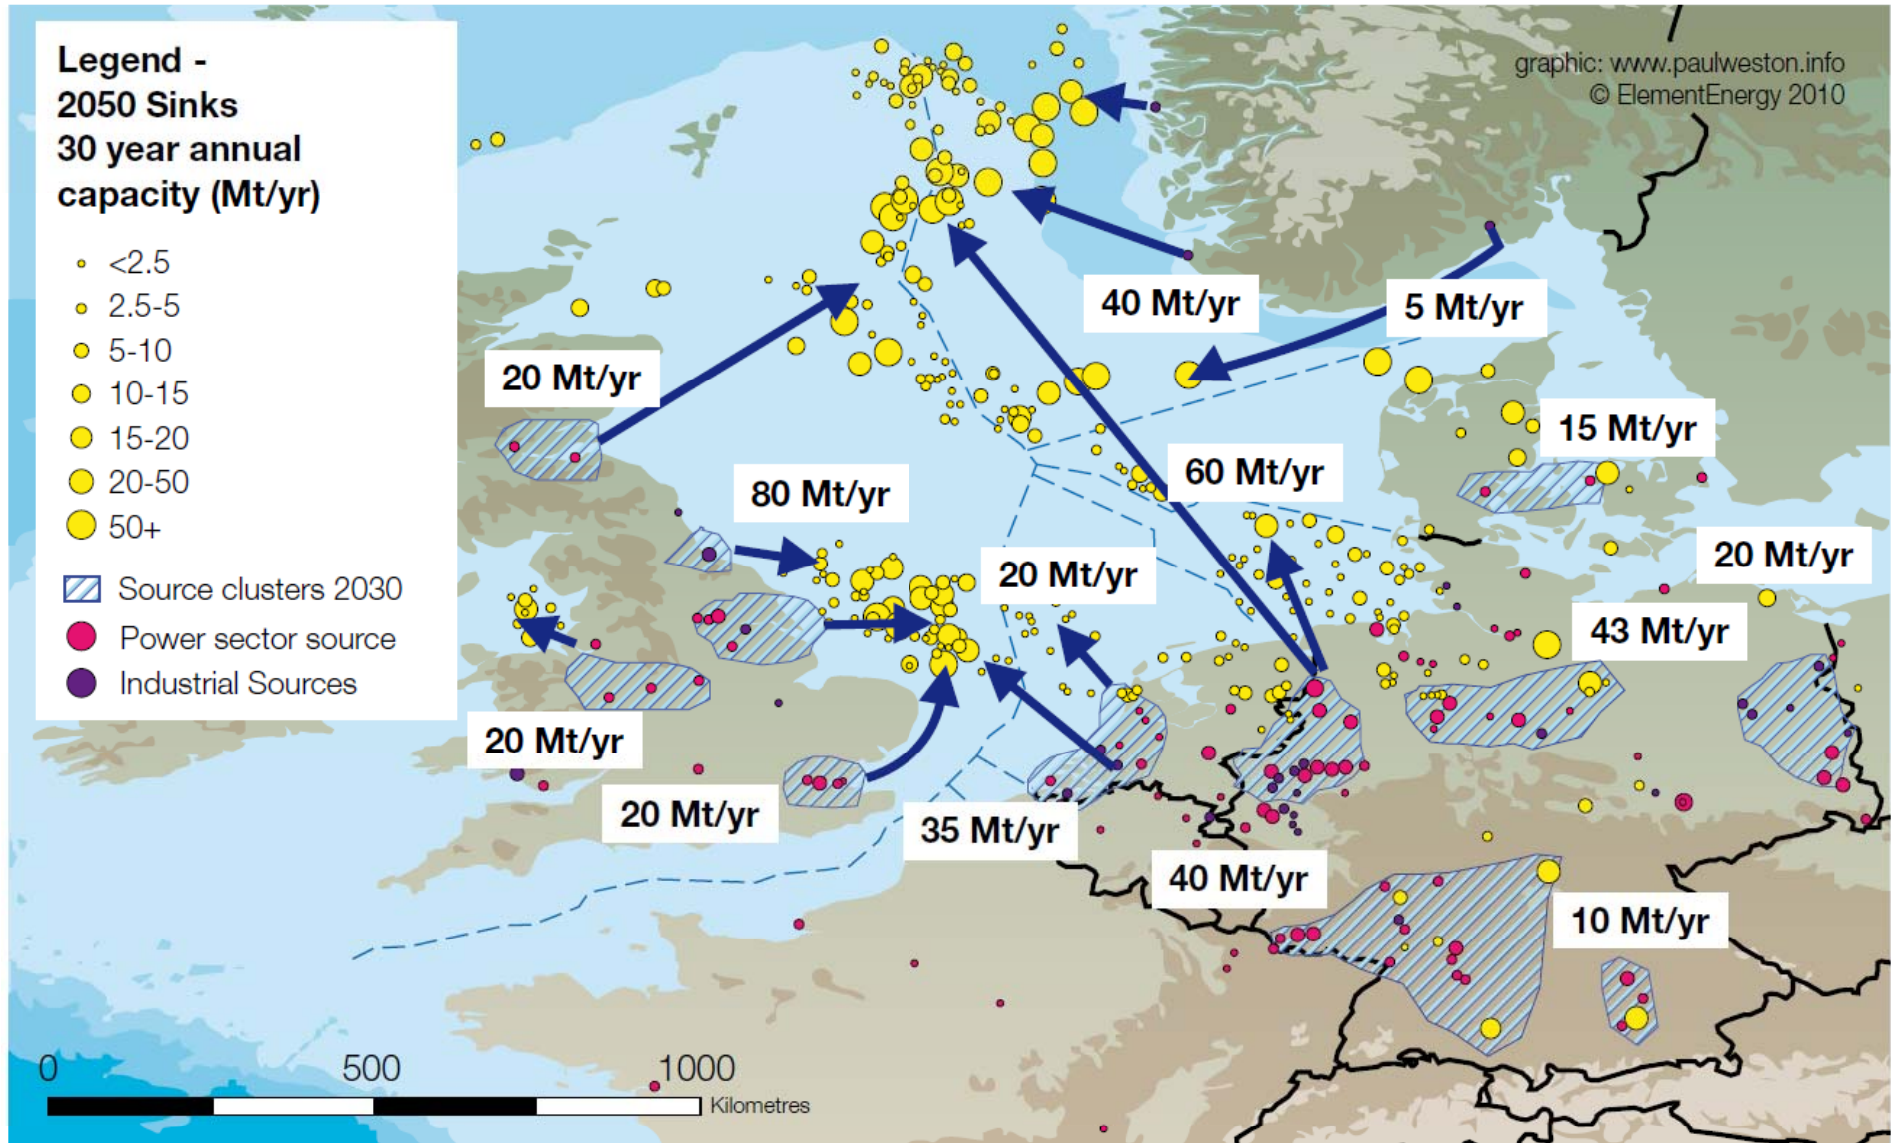 Legend -
2050 Sinks
30 year annual
capacity (Mt/yr)
<2.5
2.5-5
5-10
10-15
15-20
20-50
50+
Source clusters 2030
Power sector source
Industrial Sources
graphic: www.paulweston.info
© ElementEnergy 2010
40 Mt/yr
5 Mt/yr
20 Mt/yr
15 Mt/yr
60 Mt/yr
80 Mt/yr
20 Mt/yr
20 Mt/yr
43 Mt/yr
20 Mt/yr
20 Mt/yr
35 Mt/yr
40 Mt/yr
10 Mt/yr
0 500 1000
Kilometres